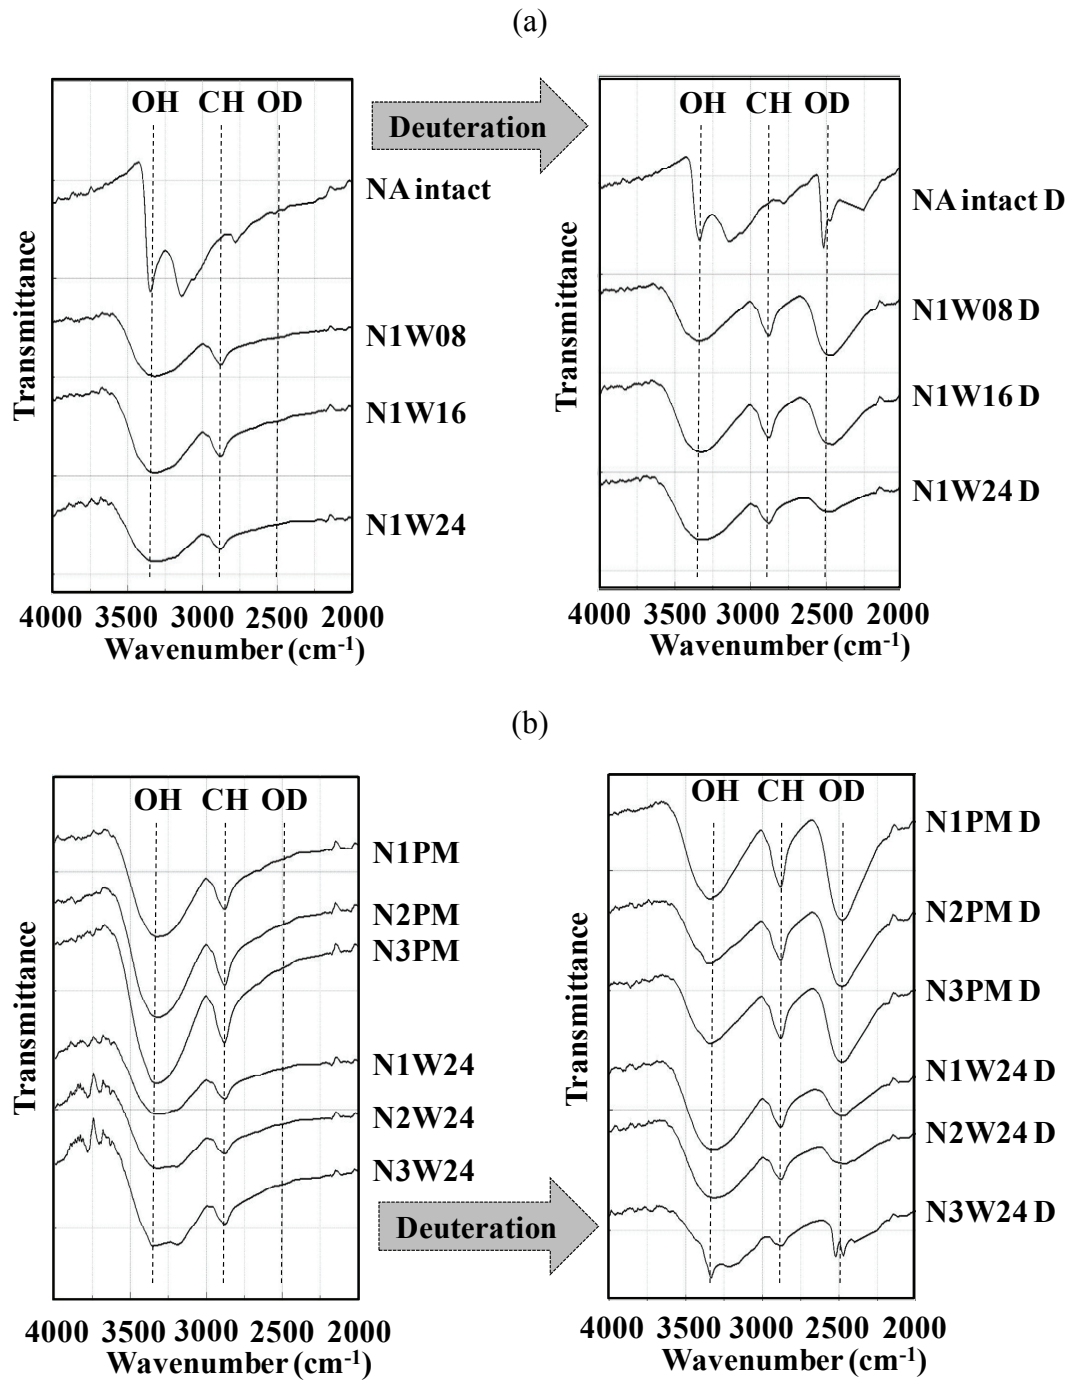 (a)
OH CH OD
Deuteration
OH CH OD
NA intact
N1W08
N1W16
N1W24
NA intact D
N1W08 D
N1W16 D
N1W24 D
Transmittance
Transmittance
4000 3500 3000 2500 2000
Wavenumber (cm-1)
4000 3500 3000 2500 2000
Wavenumber (cm-1)
(b)
OH CH OD
N1PM
N2PM
N3PM
N1W24
N2W24
N3W24
Deuteration
OH CH OD
N1PM D
N2PM D
N3PM D
N1W24 D
N2W24 D
N3W24 D
Transmittance
Transmittance
4000 3500 3000 2500 2000
Wavenumber (cm-1)
4000 3500 3000 2500 2000
Wavenumber (cm-1)